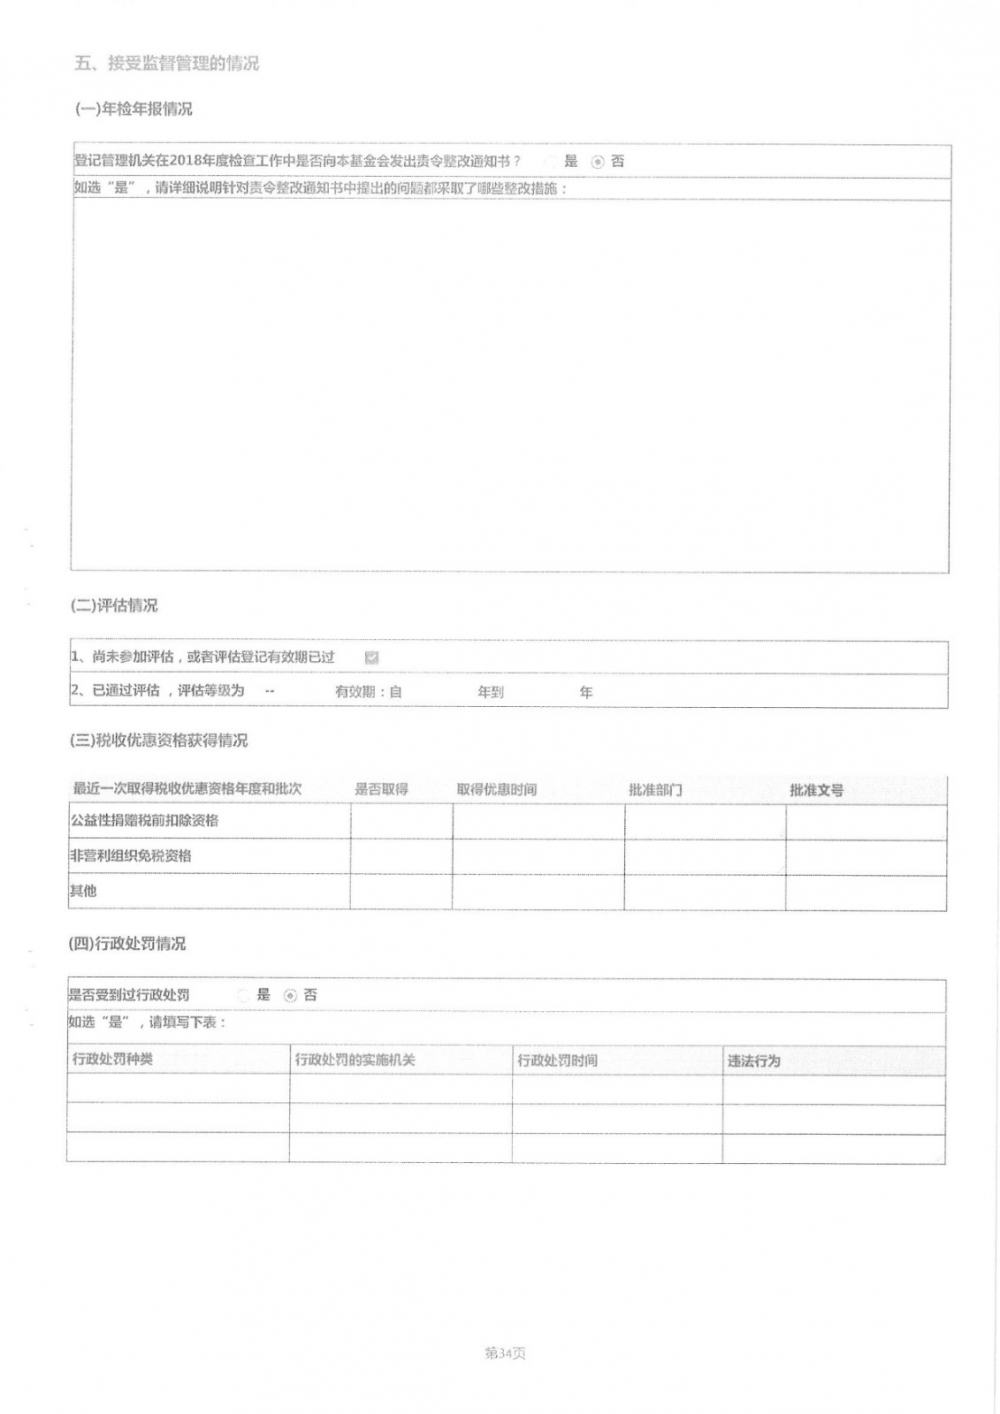 五、接受监督管理的情况
(一)年检年报情况
登记管理机关在2018年度检查工作中是否向本基金会发出责令整改通知书？ 是 否
如选“是”，请详细说明针对责令整改通知书中提出的问题都采取了哪些整改措施：
(二)评估情况
1、尚未参加评估，或者评估登记有效期已过
2、已通过评估，评估等级为 -- 有效期：自 年到 年
(三)税收优惠资格获得情况
最近一次取得税收优惠资格年度和批次 是否取得 取得优惠时间 批准部门 批准文号
公益性捐赠税前扣除资格
非营利组织免税资格
其他
(四)行政处罚情况
是否受到过行政处罚 是 否
如选“是”，请填写下表：
行政处罚种类 行政处罚的实施机关 行政处罚时间 违法行为
第34页